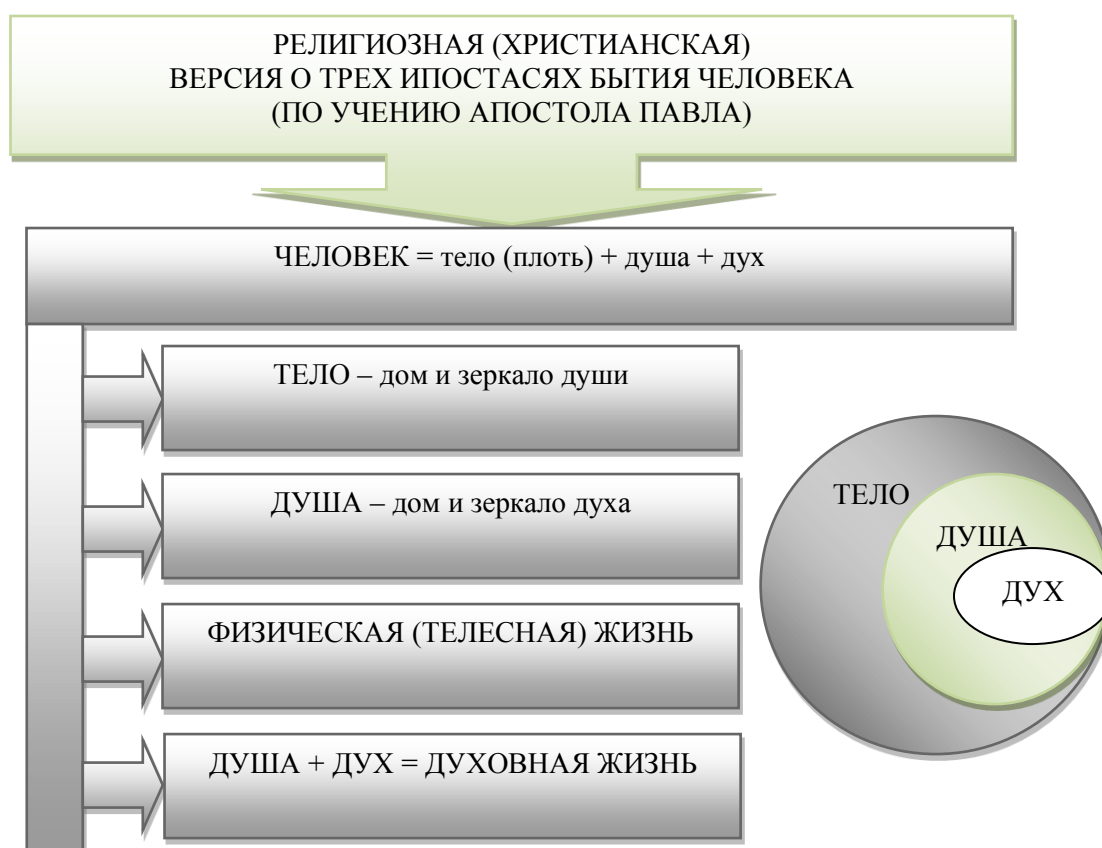 РЕЛИГИОЗНАЯ (ХРИСТИАНСКАЯ)
ВЕРСИЯ О ТРЕХ ИПОСТАСЯХ БЫТИЯ ЧЕЛОВЕКА
(ПО УЧЕНИЮ АПОСТОЛА ПАВЛА)
ЧЕЛОВЕК = тело (плоть) + душа + дух
ТЕЛО – дом и зеркало души
ДУША – дом и зеркало духа
ФИЗИЧЕСКАЯ (ТЕЛЕСНАЯ) ЖИЗНЬ
ДУША + ДУХ = ДУХОВНАЯ ЖИЗНЬ
ТЕЛО
ДУША
ДУХ